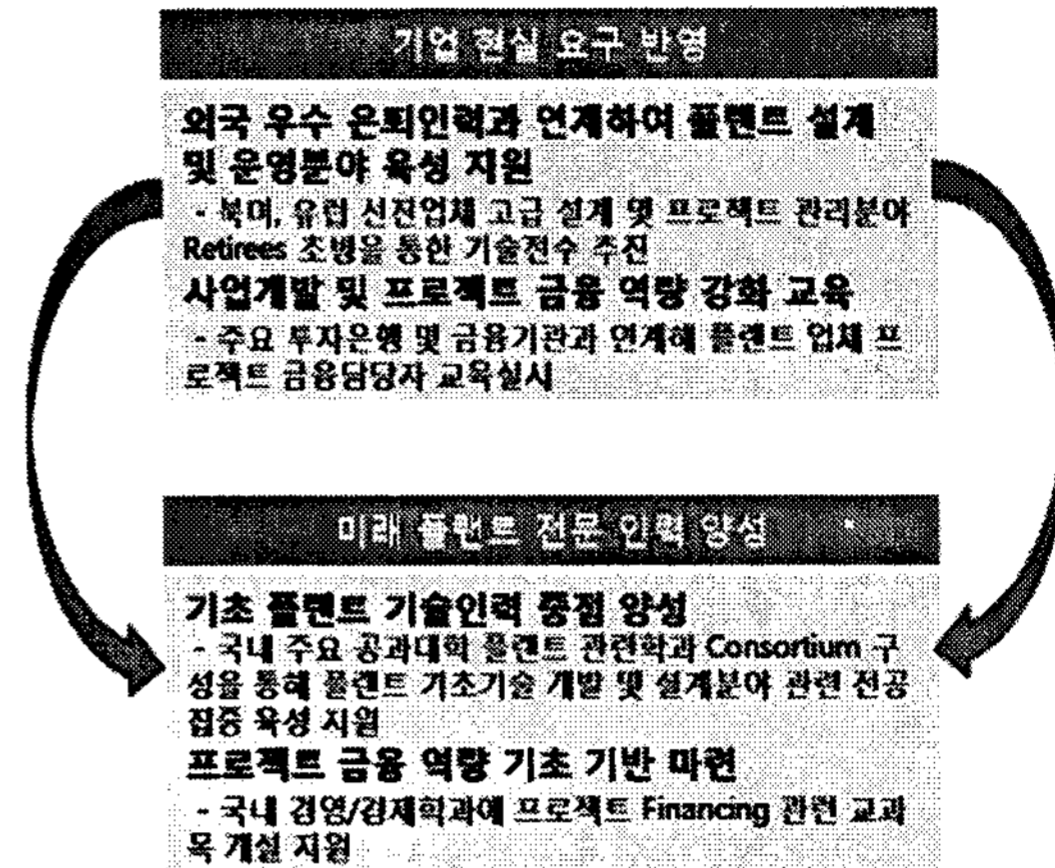 기업 현실 요구 반영
외국 우수 은퇴인력과 연계하여 플랜트 설계
및 운영분야 육성 지원
- 북미, 유럽 선진업체 고급 설계 및 프로젝트 관리분야
Retirees 초빙을 통한 기술전수 추진
사업개발 및 프로젝트 금융 역량 강화 교육
- 주요 투자은행 및 금융기관과 연계해 플랜트 업체 프
로젝트 금융담당자 교육실시
미래 플랜트 전문 인력 양성
기초 플랜트 기술인력 중점 양성
- 국내 주요 공과대학 플랜트 관련학과 Consortium 구
성을 통해 플랜트 기초기술 개발 및 설계분야 관련 전공
집중 육성 지원
프로젝트 금융 역량 기초 기반 마련
- 국내 경영/경제학과에 프로젝트 Financing 관련 교과
목 개설 지원